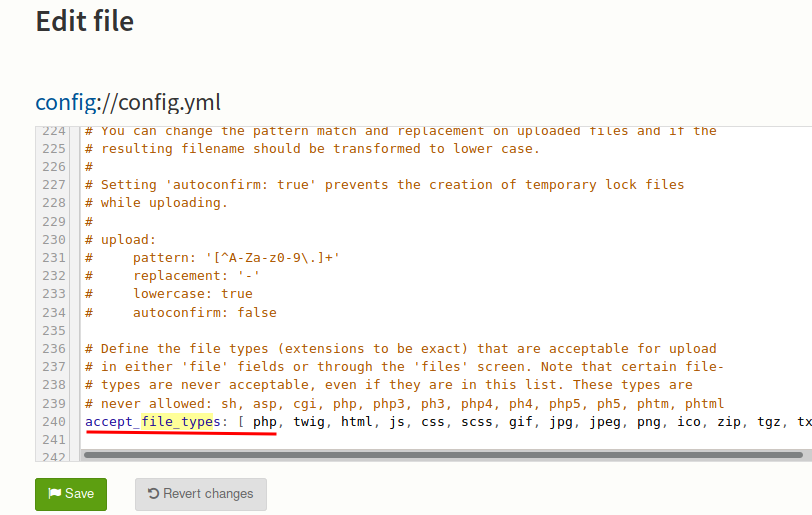 Edit file
config://config.yml
224 # You can change the pattern match and replacement on uploaded files and if the
225 # resulting filename should be transformed to lower case.
226 #
227 # Setting 'autoconfirm: true' prevents the creation of temporary lock files
228 # while uploading.
229 #
230 # upload:
231 #     pattern: '[^A-Za-z0-9\.]+'
232 #     replacement: '-'
233 #     lowercase: true
234 #     autoconfirm: false
235
236 # Define the file types (extensions to be exact) that are acceptable for upload
237 # in either 'file' fields or through the 'files' screen. Note that certain file-
238 # types are never acceptable, even if they are in this list. These types are
239 # never allowed: sh, asp, cgi, php, php3, ph3, php4, ph4, php5, ph5, phtm, phtml
240 accept_file_types: [ php, twig, html, js, css, scss, gif, jpg, jpeg, png, ico, zip, tgz, tx
241
242
Save Revert changes